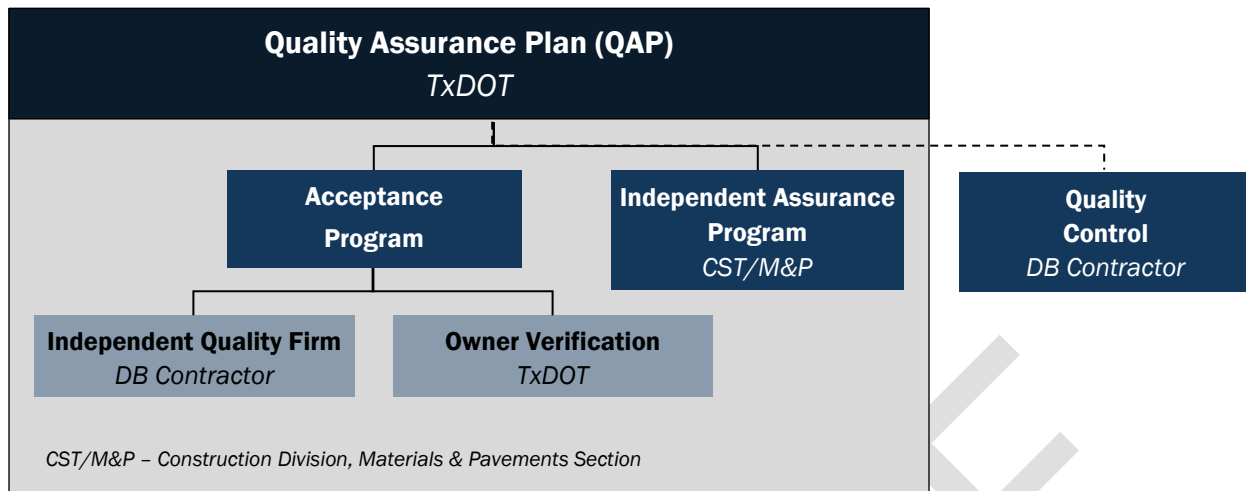 Quality Assurance Plan (QAP)
TxDOT
Acceptance
Program
Independent Assurance
Program
CST/M&P
Quality
Control
DB Contractor
Independent Quality Firm
DB Contractor
Owner Verification
TxDOT
CST/M&P – Construction Division, Materials & Pavements Section